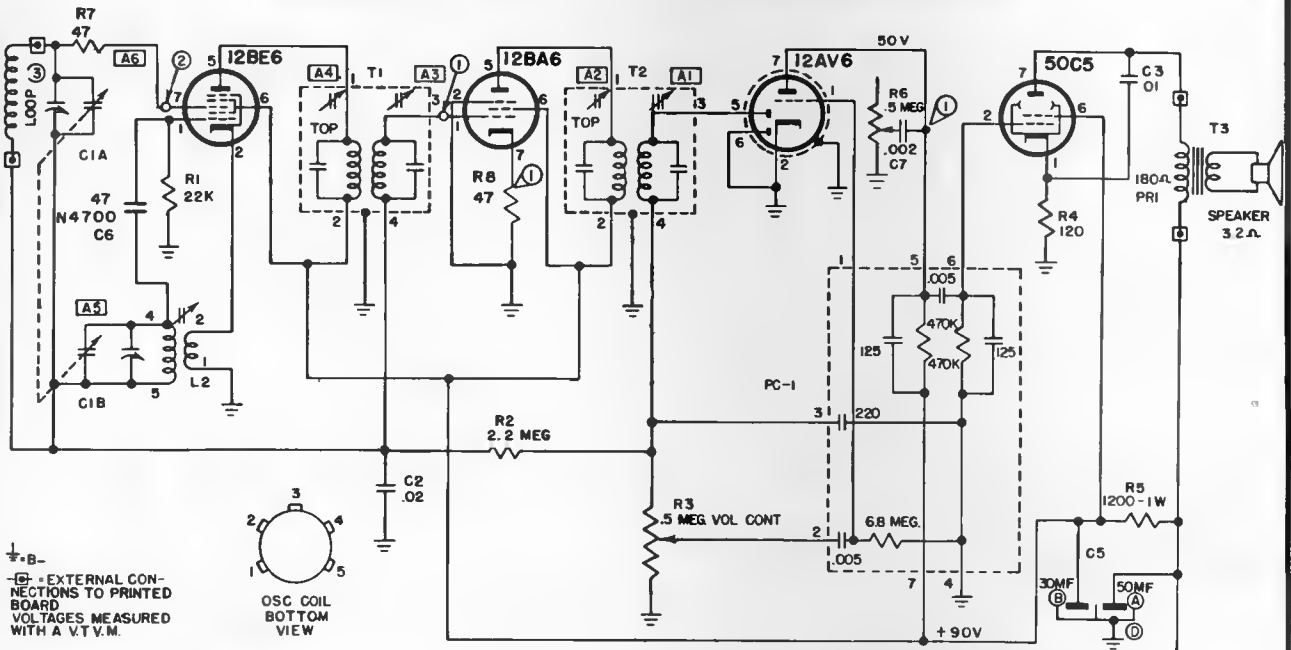 R7
47
A6
2
5
12BE6
7
1
6
2
LOOP
3
C1A
R1
22K
47
N4700
C6
A5
4
2
1
5
L2
C1B
A4
T1
A3
1
TOP
3
2
4
1
5
12BA6
2
1
6
7
R8
47
1
A2
T2
A1
1
TOP
3
2
4
50V
7
12AV6
5
6
1
2
R6
.5 MEG
.002
C7
1
50C5
7
2
6
1
C3
.01
R4
120
T3
180Ω
PRI
SPEAKER
3.2Ω
1
5
6
.005
470K
470K
125
125
PC-1
3
220
2
.005
6.8 MEG.
7
4
R2
2.2 MEG
C2
.02
R3
.5 MEG VOL CONT
R5
1200-1W
C5
30MF
B
50MF
A
D
+90V
3
2
4
1
5
OSC COIL
BOTTOM
VIEW
=B-
=EXTERNAL CON-
NECTIONS TO PRINTED
BOARD
VOLTAGES MEASURED
WITH A V.T.V.M.